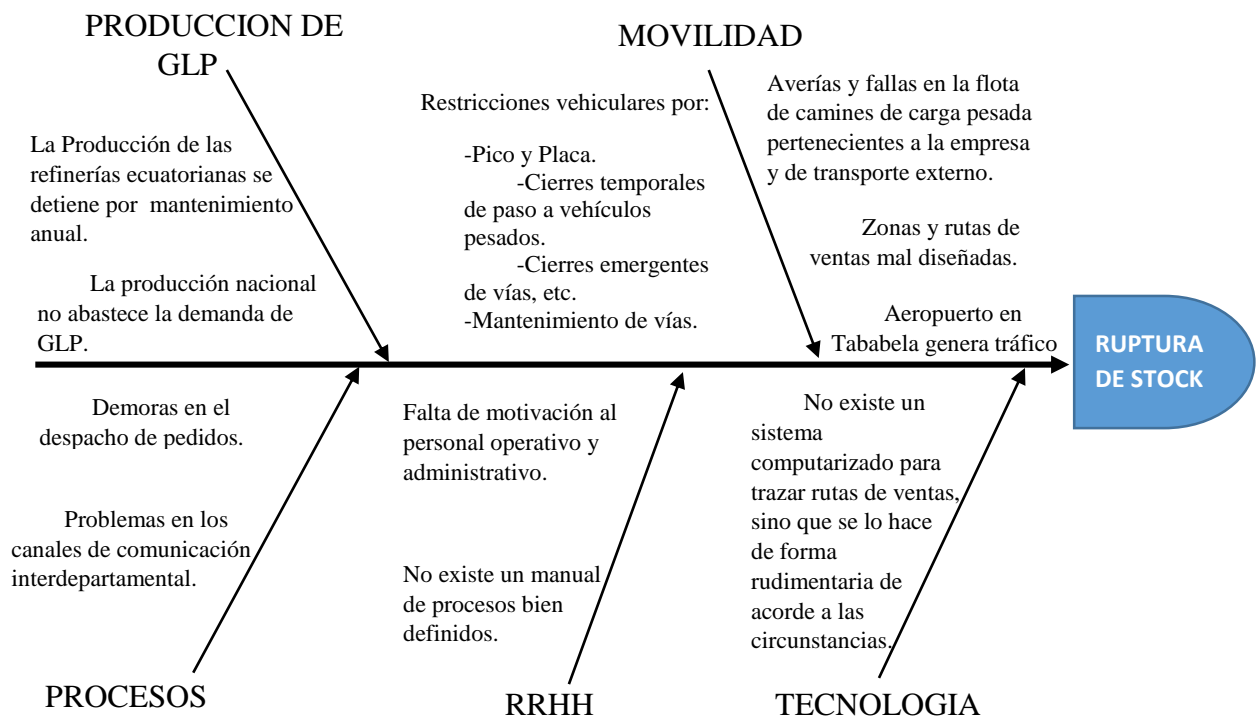 PRODUCCION DE
GLP
La Producción de las
refinerías ecuatorianas se
detiene por mantenimiento
anual.
La producción nacional
no abastece la demanda de
GLP.
MOVILIDAD
Restricciones vehiculares por:
-Pico y Placa.
-Cierres temporales
de paso a vehículos
pesados.
-Cierres emergentes
de vías, etc.
-Mantenimiento de vías.
Averías y fallas en la flota
de camines de carga pesada
pertenecientes a la empresa
y de transporte externo.
Zonas y rutas de
ventas mal diseñadas.
Aeropuerto en
Tababela genera tráfico
RUPTURA
DE STOCK
Demoras en el
despacho de pedidos.
Problemas en los
canales de comunicación
interdepartamental.
PROCESOS
Falta de motivación al
personal operativo y
administrativo.
No existe un manual
de procesos bien
definidos.
RRHH
No existe un
sistema
computarizado para
trazar rutas de ventas,
sino que se lo hace
de forma
rudimentaria de
acorde a las
circunstancias.
TECNOLOGIA